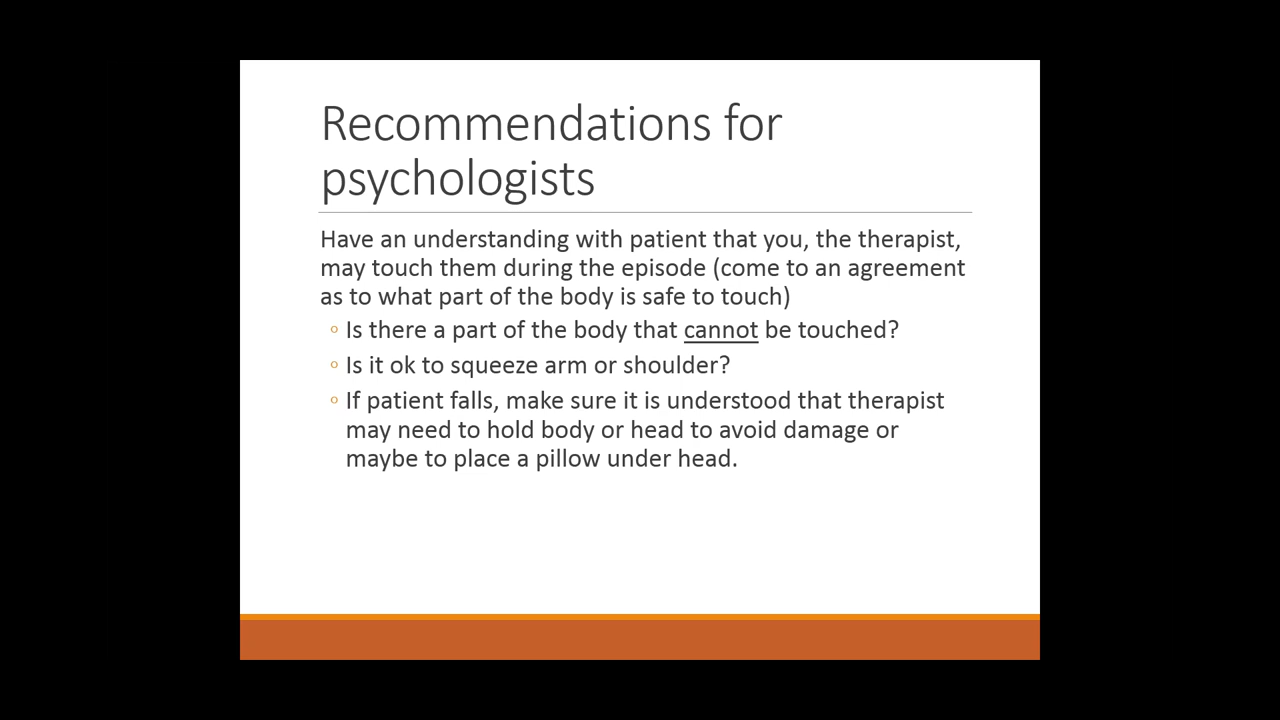 Recommendations for
psychologists
Have an understanding with patient that you, the therapist,
may touch them during the episode (come to an agreement
as to what part of the body is safe to touch)
◦ Is there a part of the body that cannot be touched?
◦ Is it ok to squeeze arm or shoulder?
◦ If patient falls, make sure it is understood that therapist
may need to hold body or head to avoid damage or
maybe to place a pillow under head.